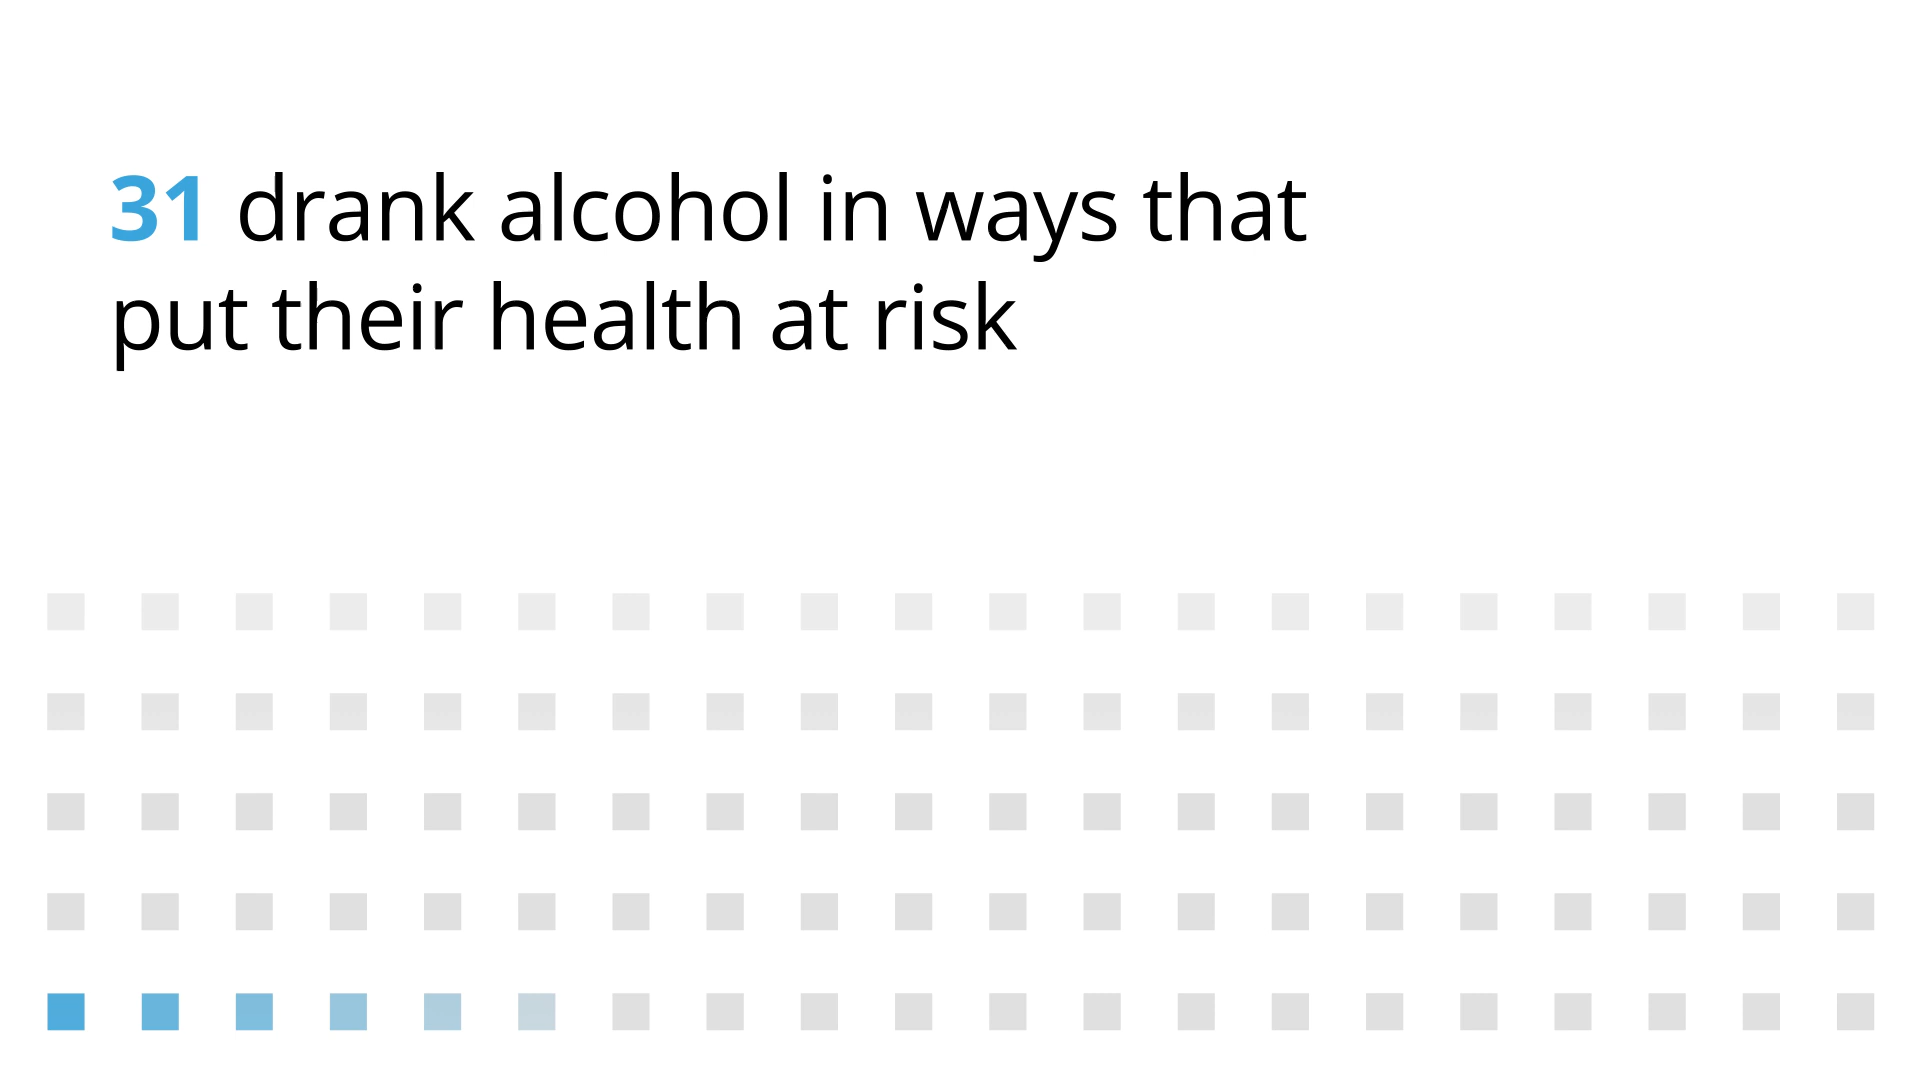 31 drank alcohol in ways that
put their health at risk